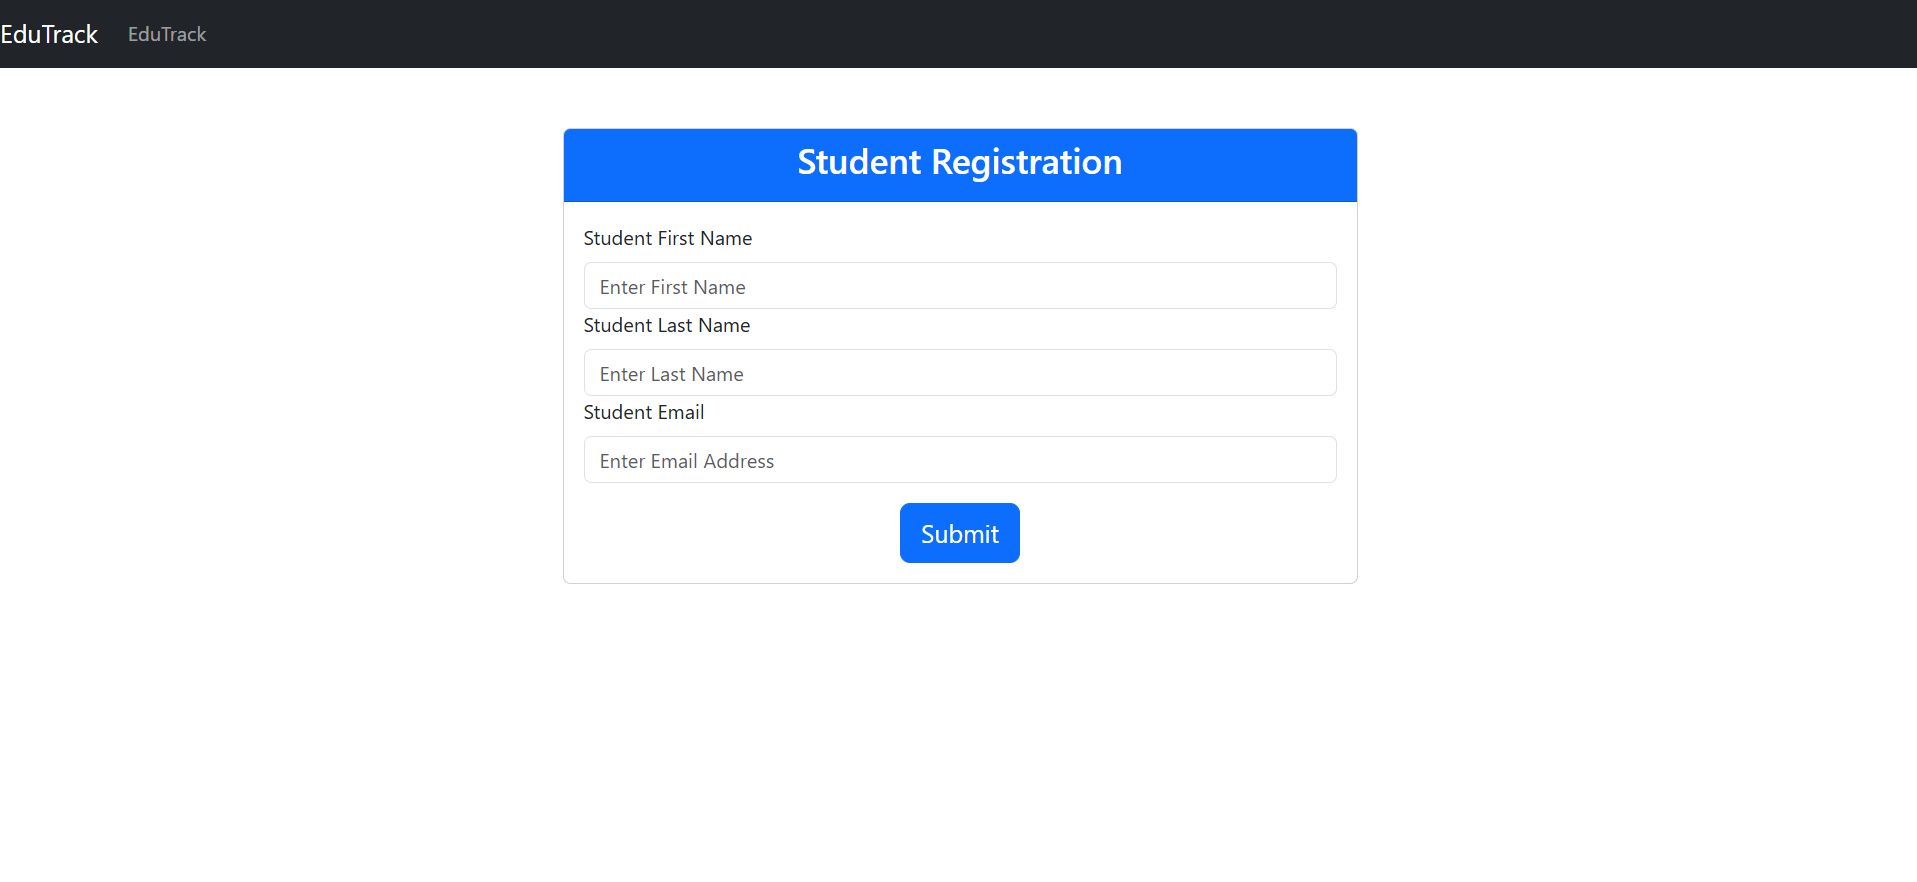 EduTrack EduTrack
Student Registration
Student First Name
Enter First Name
Student Last Name
Enter Last Name
Student Email
Enter Email Address
Submit